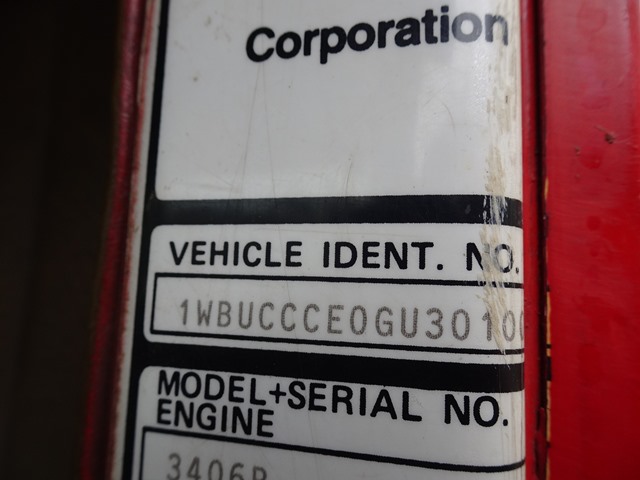 Corporation
VEHICLE IDENT. NO.
1WBUCCCE0GU3010
MODEL+SERIAL NO.
ENGINE
3406B